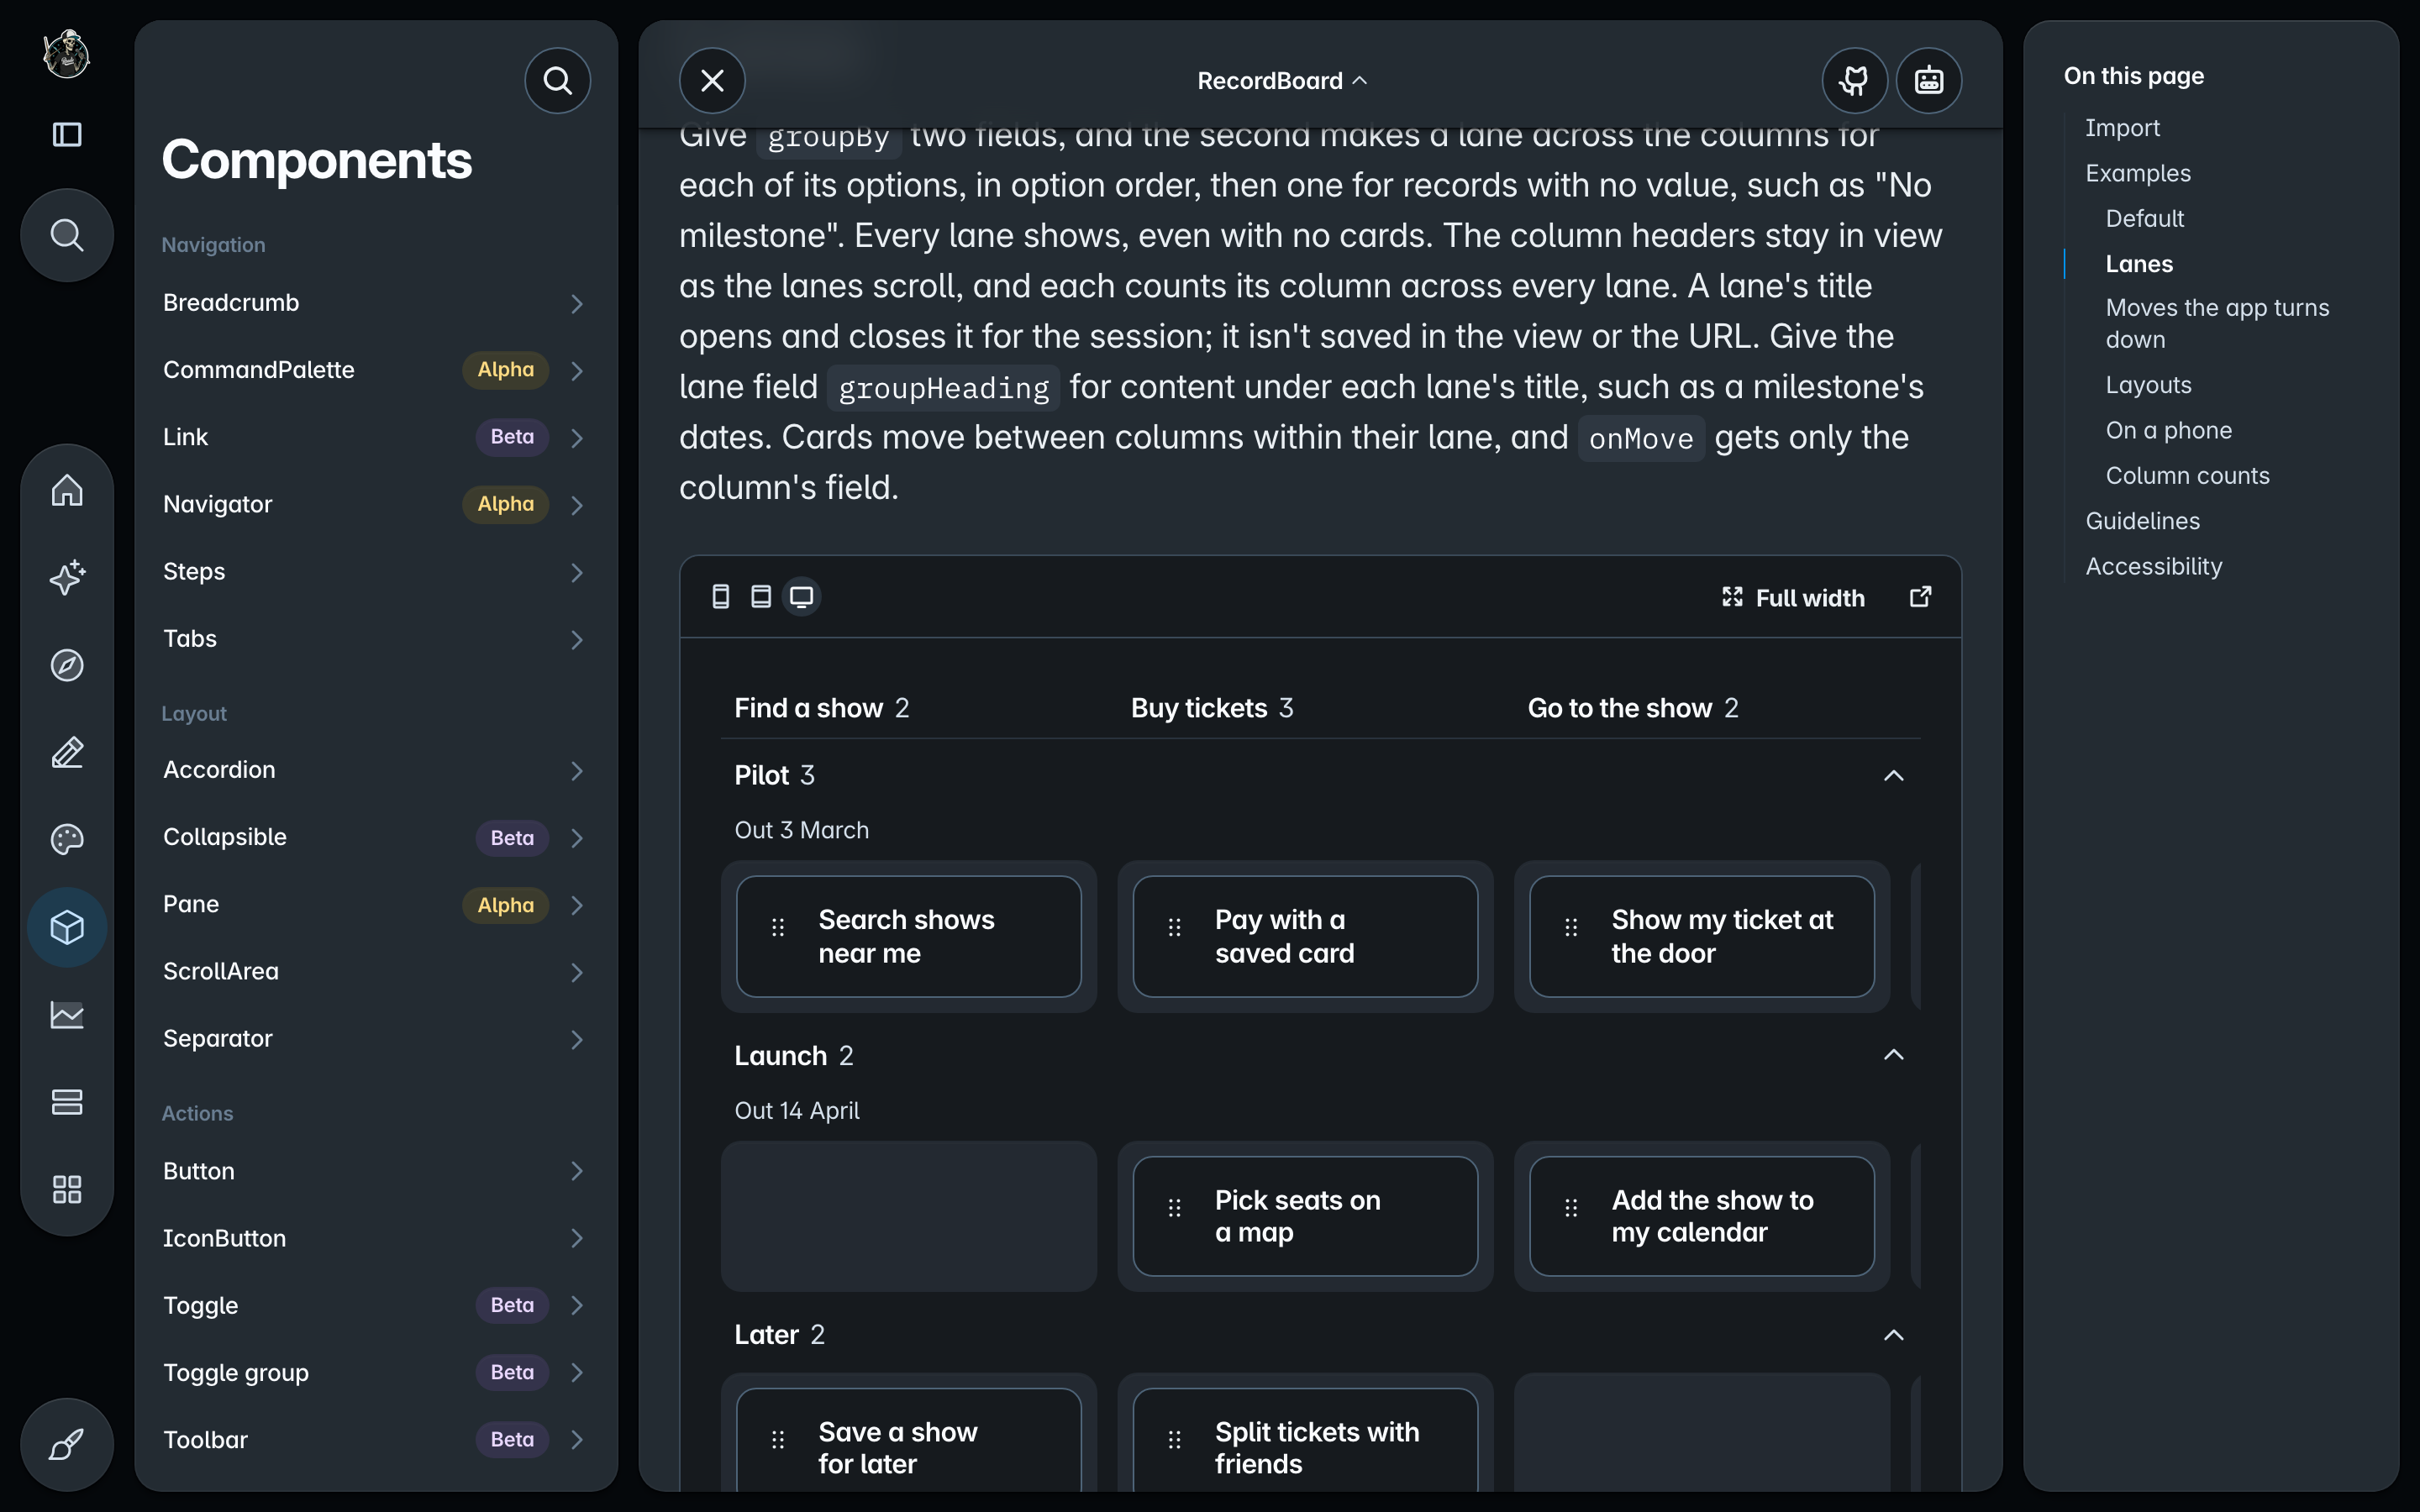 Components
Navigation
Breadcrumb
CommandPalette Alpha
Link Beta
Navigator Alpha
Steps
Tabs
Layout
Accordion
Collapsible Beta
Pane Alpha
ScrollArea
Separator
Actions
Button
IconButton
Toggle Beta
Toggle group Beta
Toolbar Beta
RecordBoard
Give groupBy two fields, and the second makes a lane across the columns for
each of its options, in option order, then one for records with no value, such as "No
milestone". Every lane shows, even with no cards. The column headers stay in view
as the lanes scroll, and each counts its column across every lane. A lane's title
opens and closes it for the session; it isn't saved in the view or the URL. Give the
lane field groupHeading for content under each lane's title, such as a milestone's
dates. Cards move between columns within their lane, and onMove gets only the
column's field.
Full width
Find a show 2 Buy tickets 3 Go to the show 2
Pilot 3
Out 3 March
Search shows
near me
Pay with a
saved card
Show my ticket at
the door
Launch 2
Out 14 April
Pick seats on
a map
Add the show to
my calendar
Later 2
Save a show
for later
Split tickets with
friends
On this page
Import
Examples
Default
Lanes
Moves the app turns
down
Layouts
On a phone
Column counts
Guidelines
Accessibility